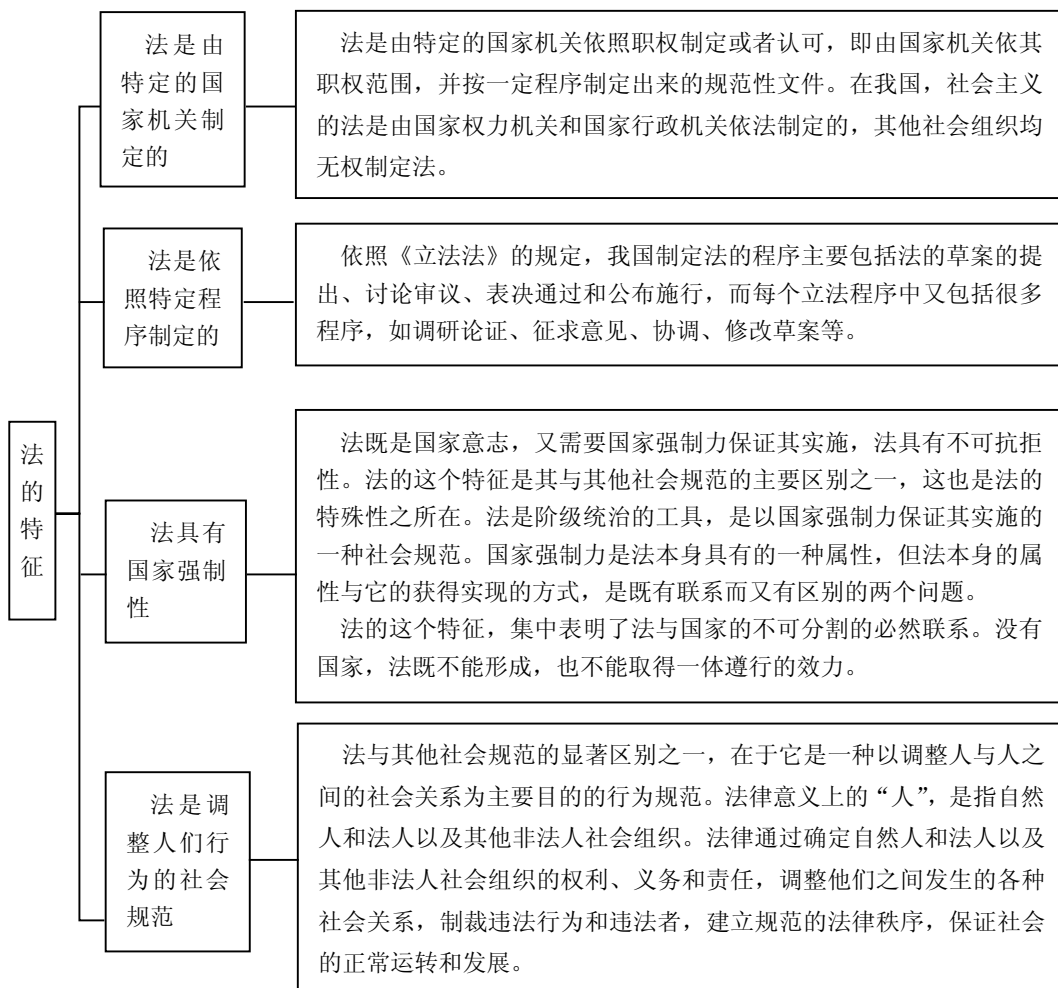 法的特征
法是由
特定的国
家机关制
定的
法是由特定的国家机关依照职权制定或者认可，即由国家机关依其
职权范围，并按一定程序制定出来的规范性文件。在我国，社会主义
的法是由国家权力机关和国家行政机关依法制定的，其他社会组织均
无权制定法。
法是依
照特定程
序制定的
依照《立法法》的规定，我国制定法的程序主要包括法的草案的提
出、讨论审议、表决通过和公布施行，而每个立法程序中又包括很多
程序，如调研论证、征求意见、协调、修改草案等。
法具有
国家强制
性
法既是国家意志，又需要国家强制力保证其实施，法具有不可抗拒
性。法的这个特征是其与其他社会规范的主要区别之一，这也是法的
特殊性之所在。法是阶级统治的工具，是以国家强制力保证其实施的
一种社会规范。国家强制力是法本身具有的一种属性，但法本身的属
性与它的获得实现的方式，是既有联系而又有区别的两个问题。
法的这个特征，集中表明了法与国家的不可分割的必然联系。没有
国家，法既不能形成，也不能取得一体遵行的效力。
法是调
整人们行
为的社会
规范
法与其他社会规范的显著区别之一，在于它是一种以调整人与人之
间的社会关系为主要目的的行为规范。法律意义上的“人”，是指自然
人和法人以及其他非法人社会组织。法律通过确定自然人和法人以及
其他非法人社会组织的权利、义务和责任，调整他们之间发生的各种
社会关系，制裁违法行为和违法者，建立规范的法律秩序，保证社会
的正常运转和发展。